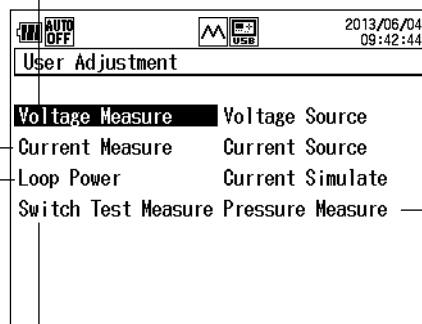 AUTO OFF USB 2013/06/04 09:42:44
User Adjustment
Voltage Measure Voltage Source
Current Measure Current Source
Loop Power Current Simulate
Switch Test Measure Pressure Measure